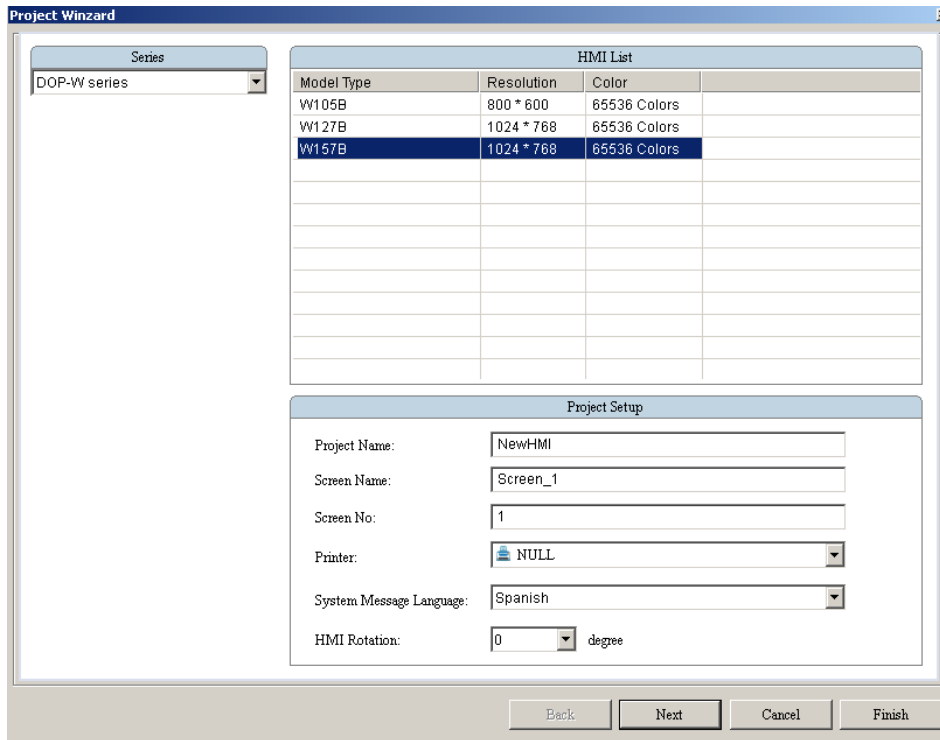 Project Winzard
Series
DOP-W series
HMI List
Model Type Resolution Color
W105B 800 * 600 65536 Colors
W127B 1024 * 768 65536 Colors
W157B 1024 * 768 65536 Colors
Project Setup
Project Name: NewHMI
Screen Name: Screen_1
Screen No: 1
Printer: NULL
System Message Language: Spanish
HMI Rotation: 0 degree
Back Next Cancel Finish